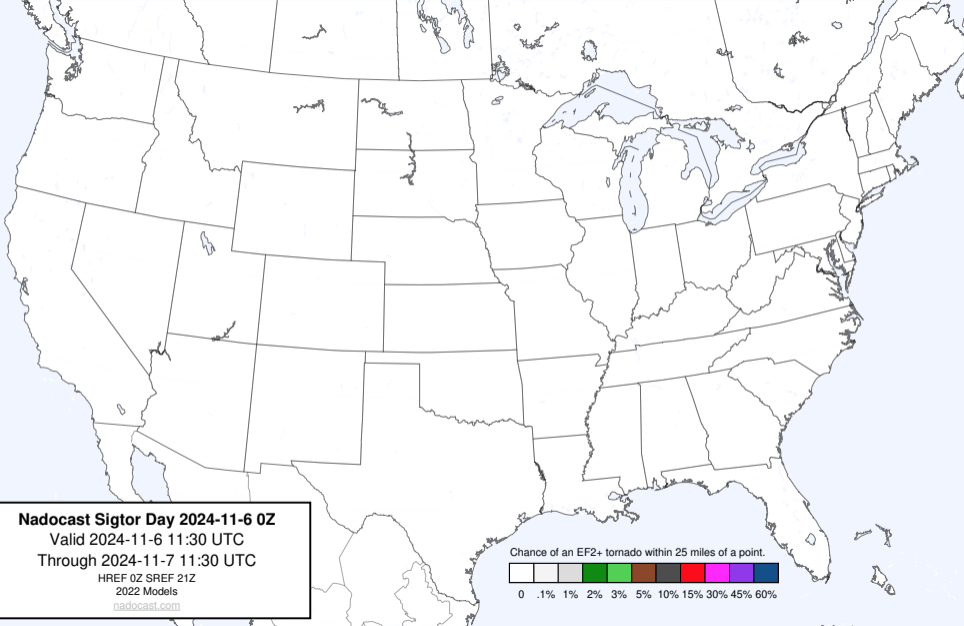 Nadocast Sigtor Day 2024-11-6 0Z
Valid 2024-11-6 11:30 UTC
Through 2024-11-7 11:30 UTC
HREF 0Z SREF 21Z
2022 Models
nadocast.com
Chance of an EF2+ tornado within 25 miles of a point.
0 .1% 1% 2% 3% 5% 10% 15% 30% 45% 60%